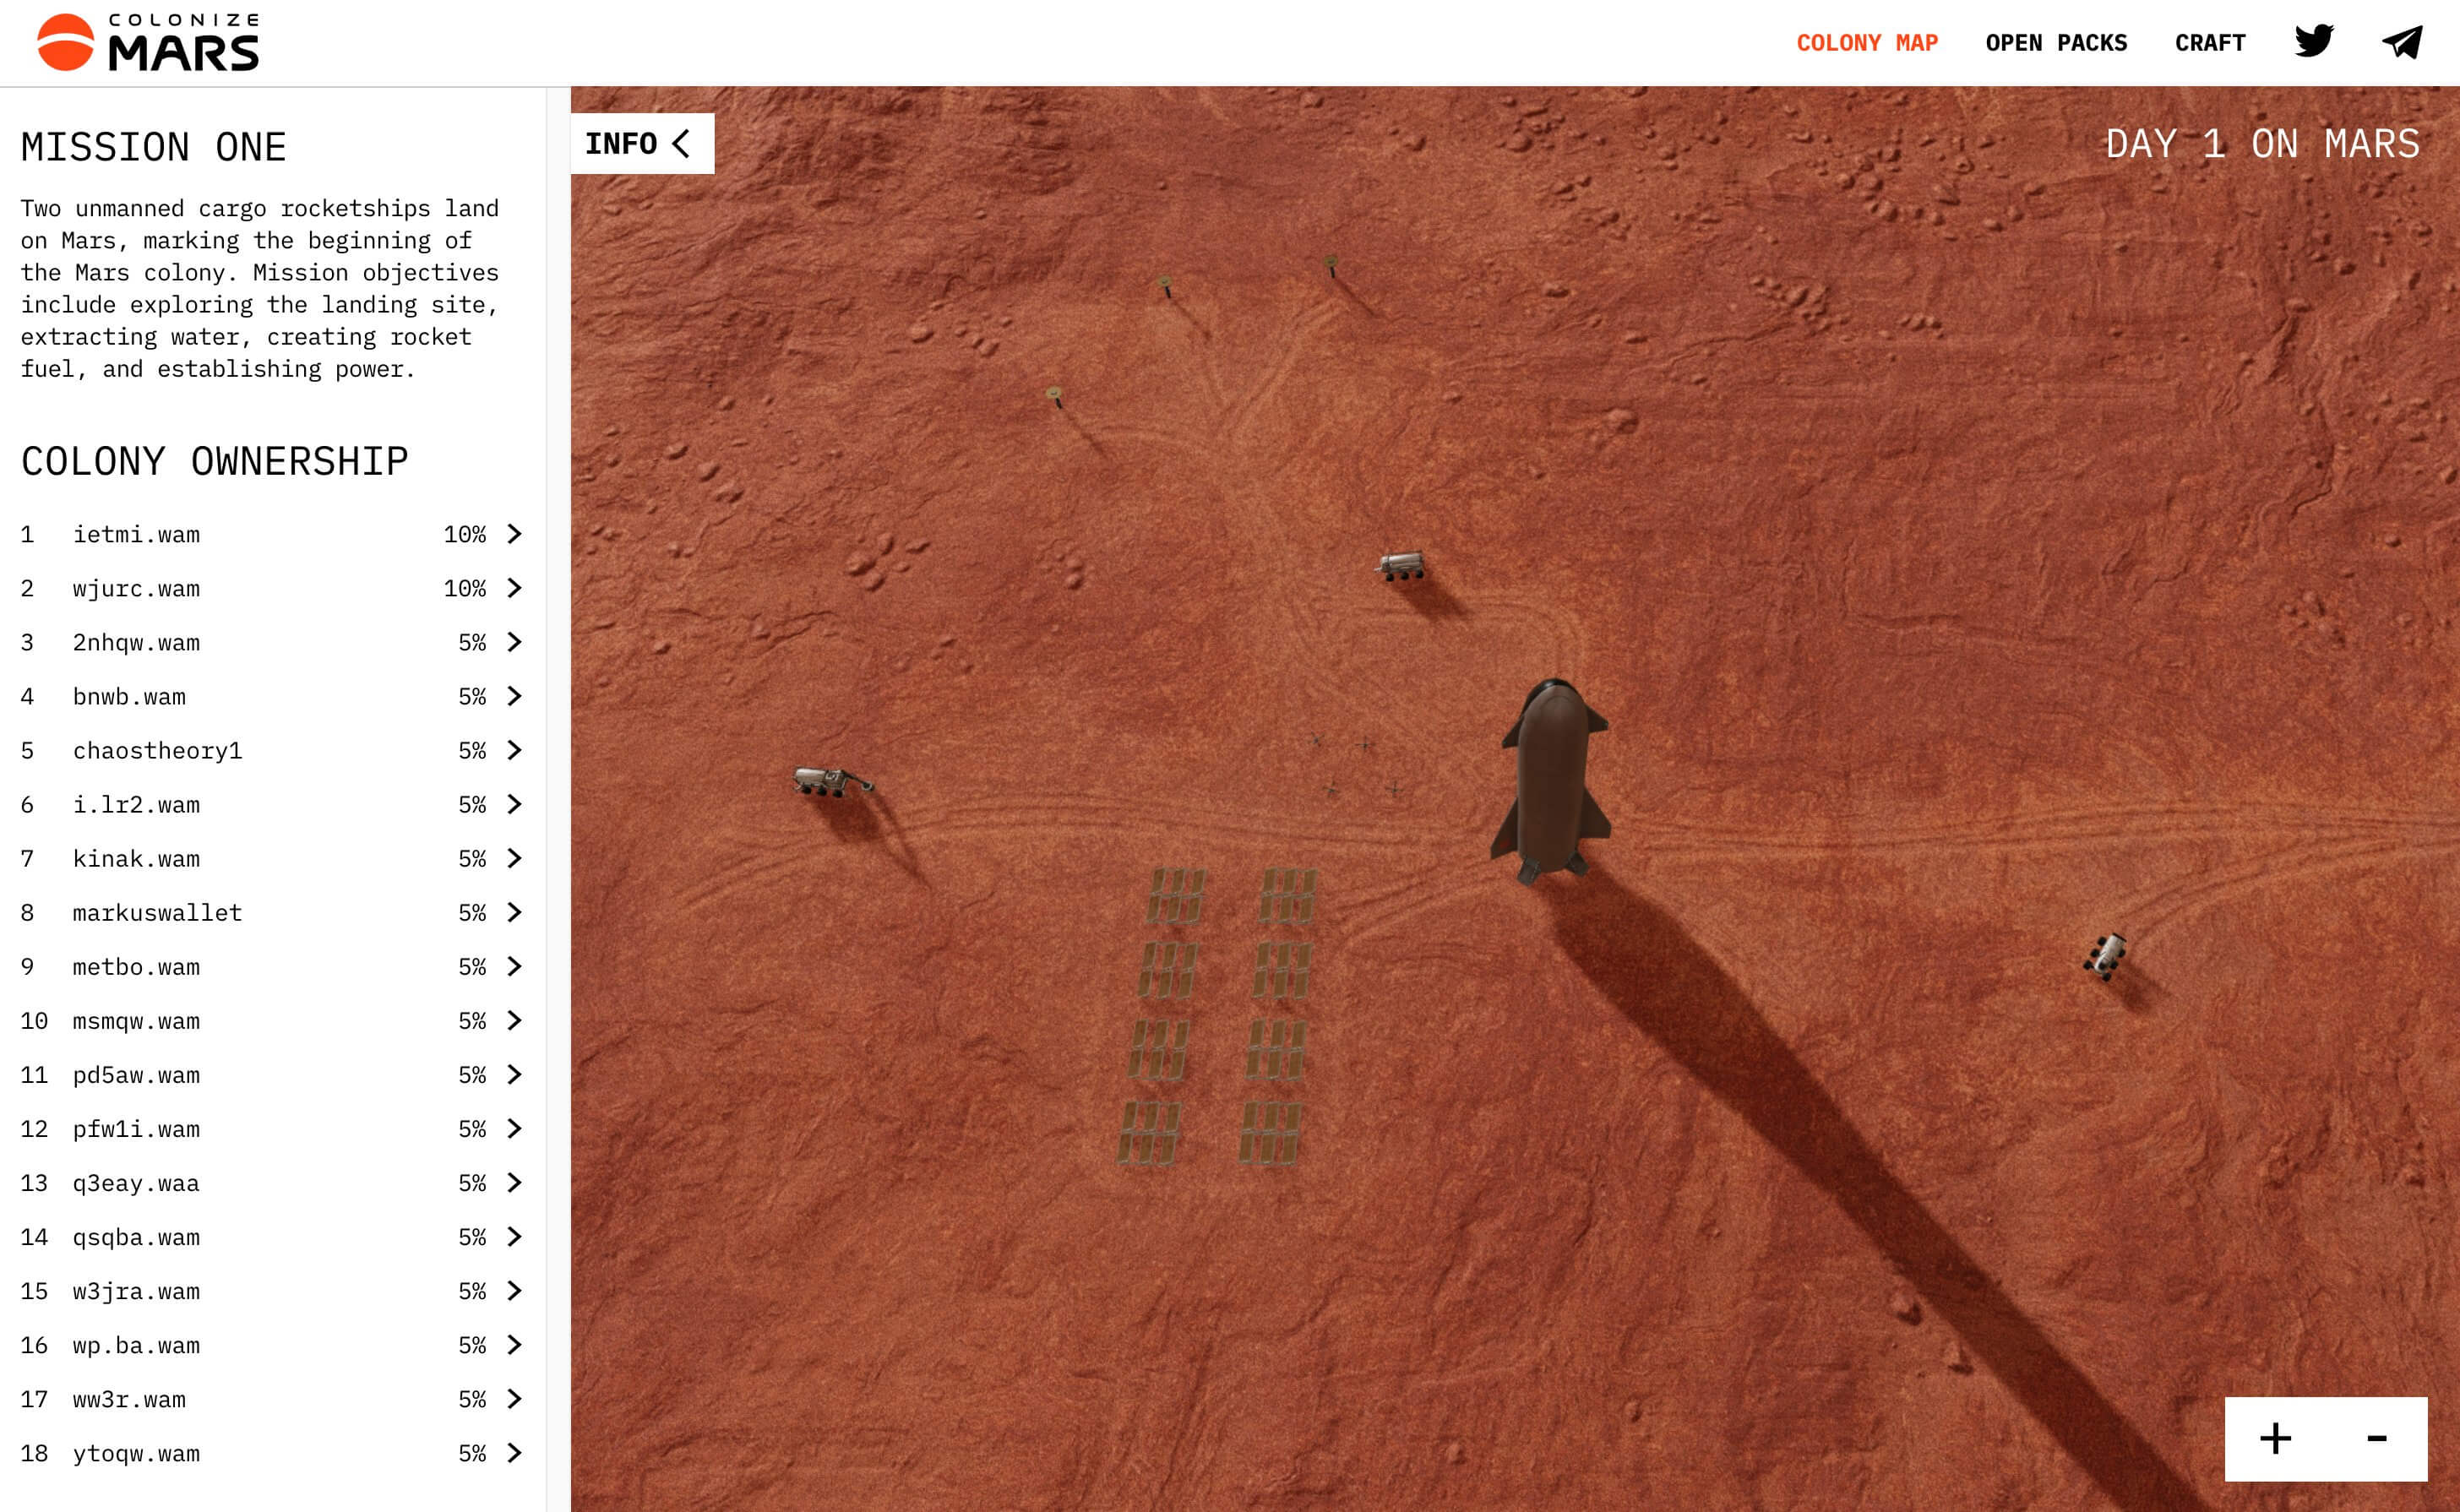 COLONIZE
MARS
COLONY MAP OPEN PACKS CRAFT
MISSION ONE
Two unmanned cargo rocketships land
on Mars, marking the beginning of
the Mars colony. Mission objectives
include exploring the landing site,
extracting water, creating rocket
fuel, and establishing power.
COLONY OWNERSHIP
1 ietmi.wam 10%
2 wjurc.wam 10%
3 2nhqw.wam 5%
4 bnwb.wam 5%
5 chaostheory1 5%
6 i.lr2.wam 5%
7 kinak.wam 5%
8 markuswallet 5%
9 metbo.wam 5%
10 msmqw.wam 5%
11 pd5aw.wam 5%
12 pfw1i.wam 5%
13 q3eay.waa 5%
14 qsqba.wam 5%
15 w3jra.wam 5%
16 wp.ba.wam 5%
17 ww3r.wam 5%
18 ytoqw.wam 5%
INFO
DAY 1 ON MARS
+ -